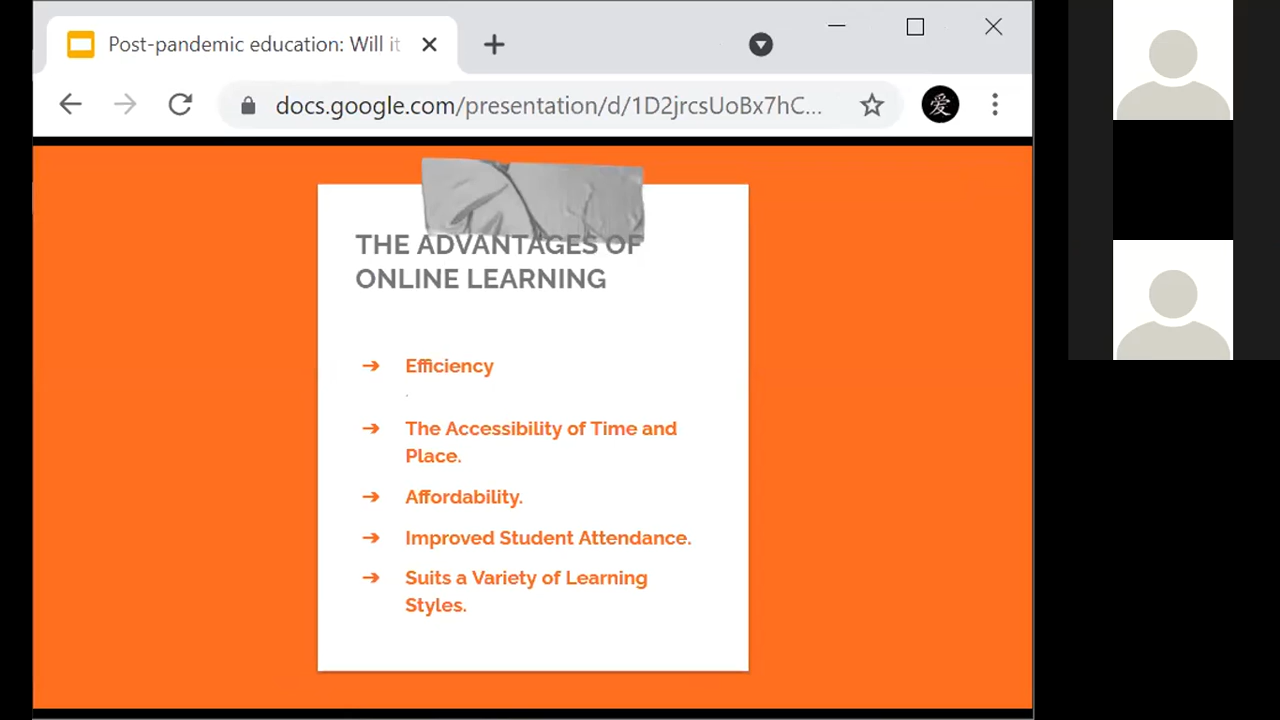 Post-pandemic education: Will it
docs.google.com/presentation/d/1D2jrcsUoBx7hC...
爱
THE ADVANTAGES OF
ONLINE LEARNING
➔ Efficiency
.
➔ The Accessibility of Time and
Place.
➔ Affordability.
➔ Improved Student Attendance.
➔ Suits a Variety of Learning
Styles.